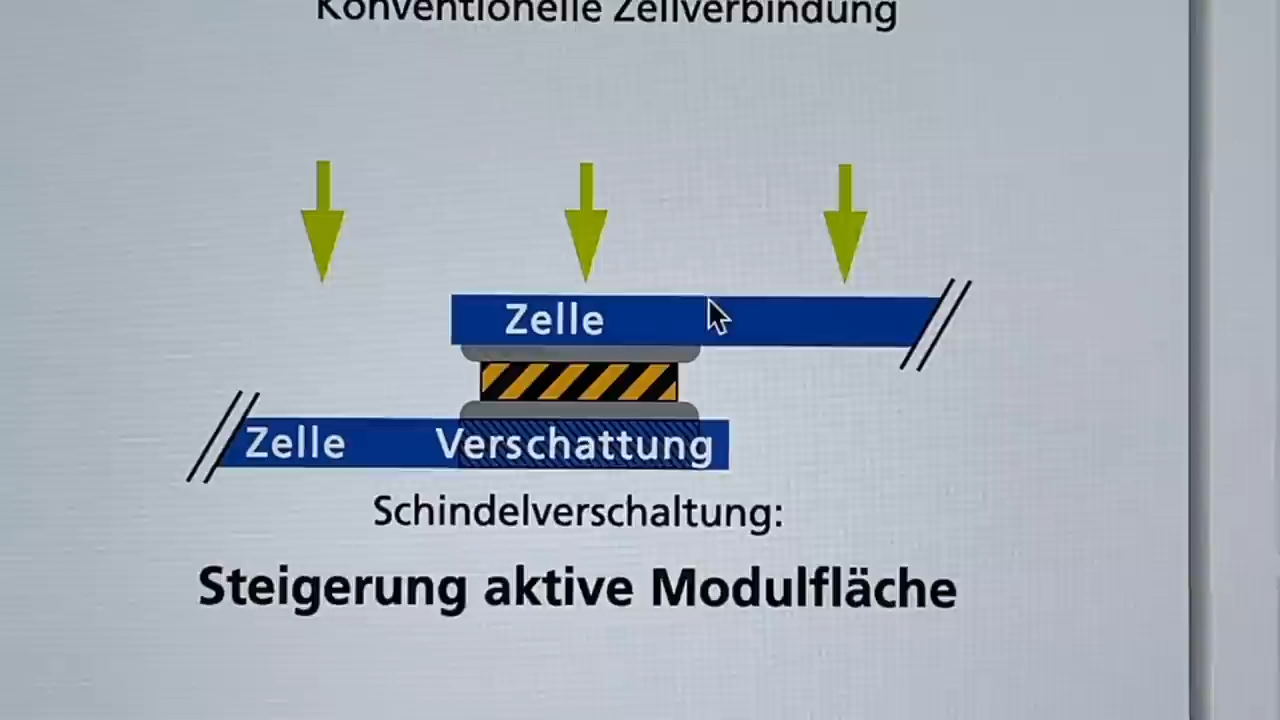 Konventionelle Zellverbindung
Zelle
Zelle Verschattung
Schindelverschaltung:
Steigerung aktive Modulfläche